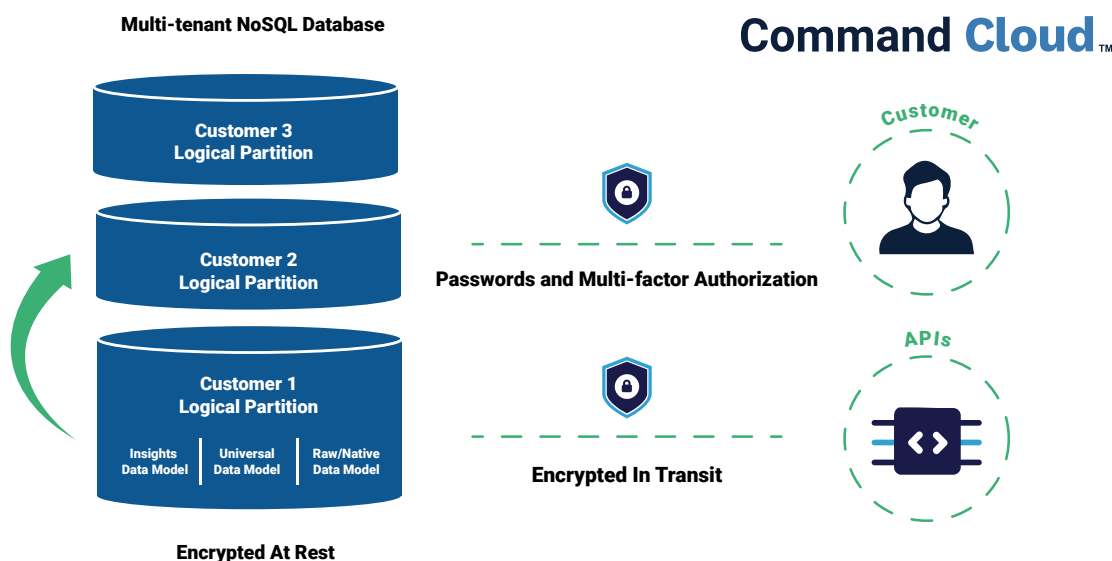 Multi-tenant NoSQL Database
Command Cloud™
Customer 3
Logical Partition
Customer
Customer 2
Logical Partition
Passwords and Multi-factor Authorization
Customer 1
Logical Partition
Insights
Data Model
Universal
Data Model
Raw/Native
Data Model
APIs
Encrypted In Transit
Encrypted At Rest